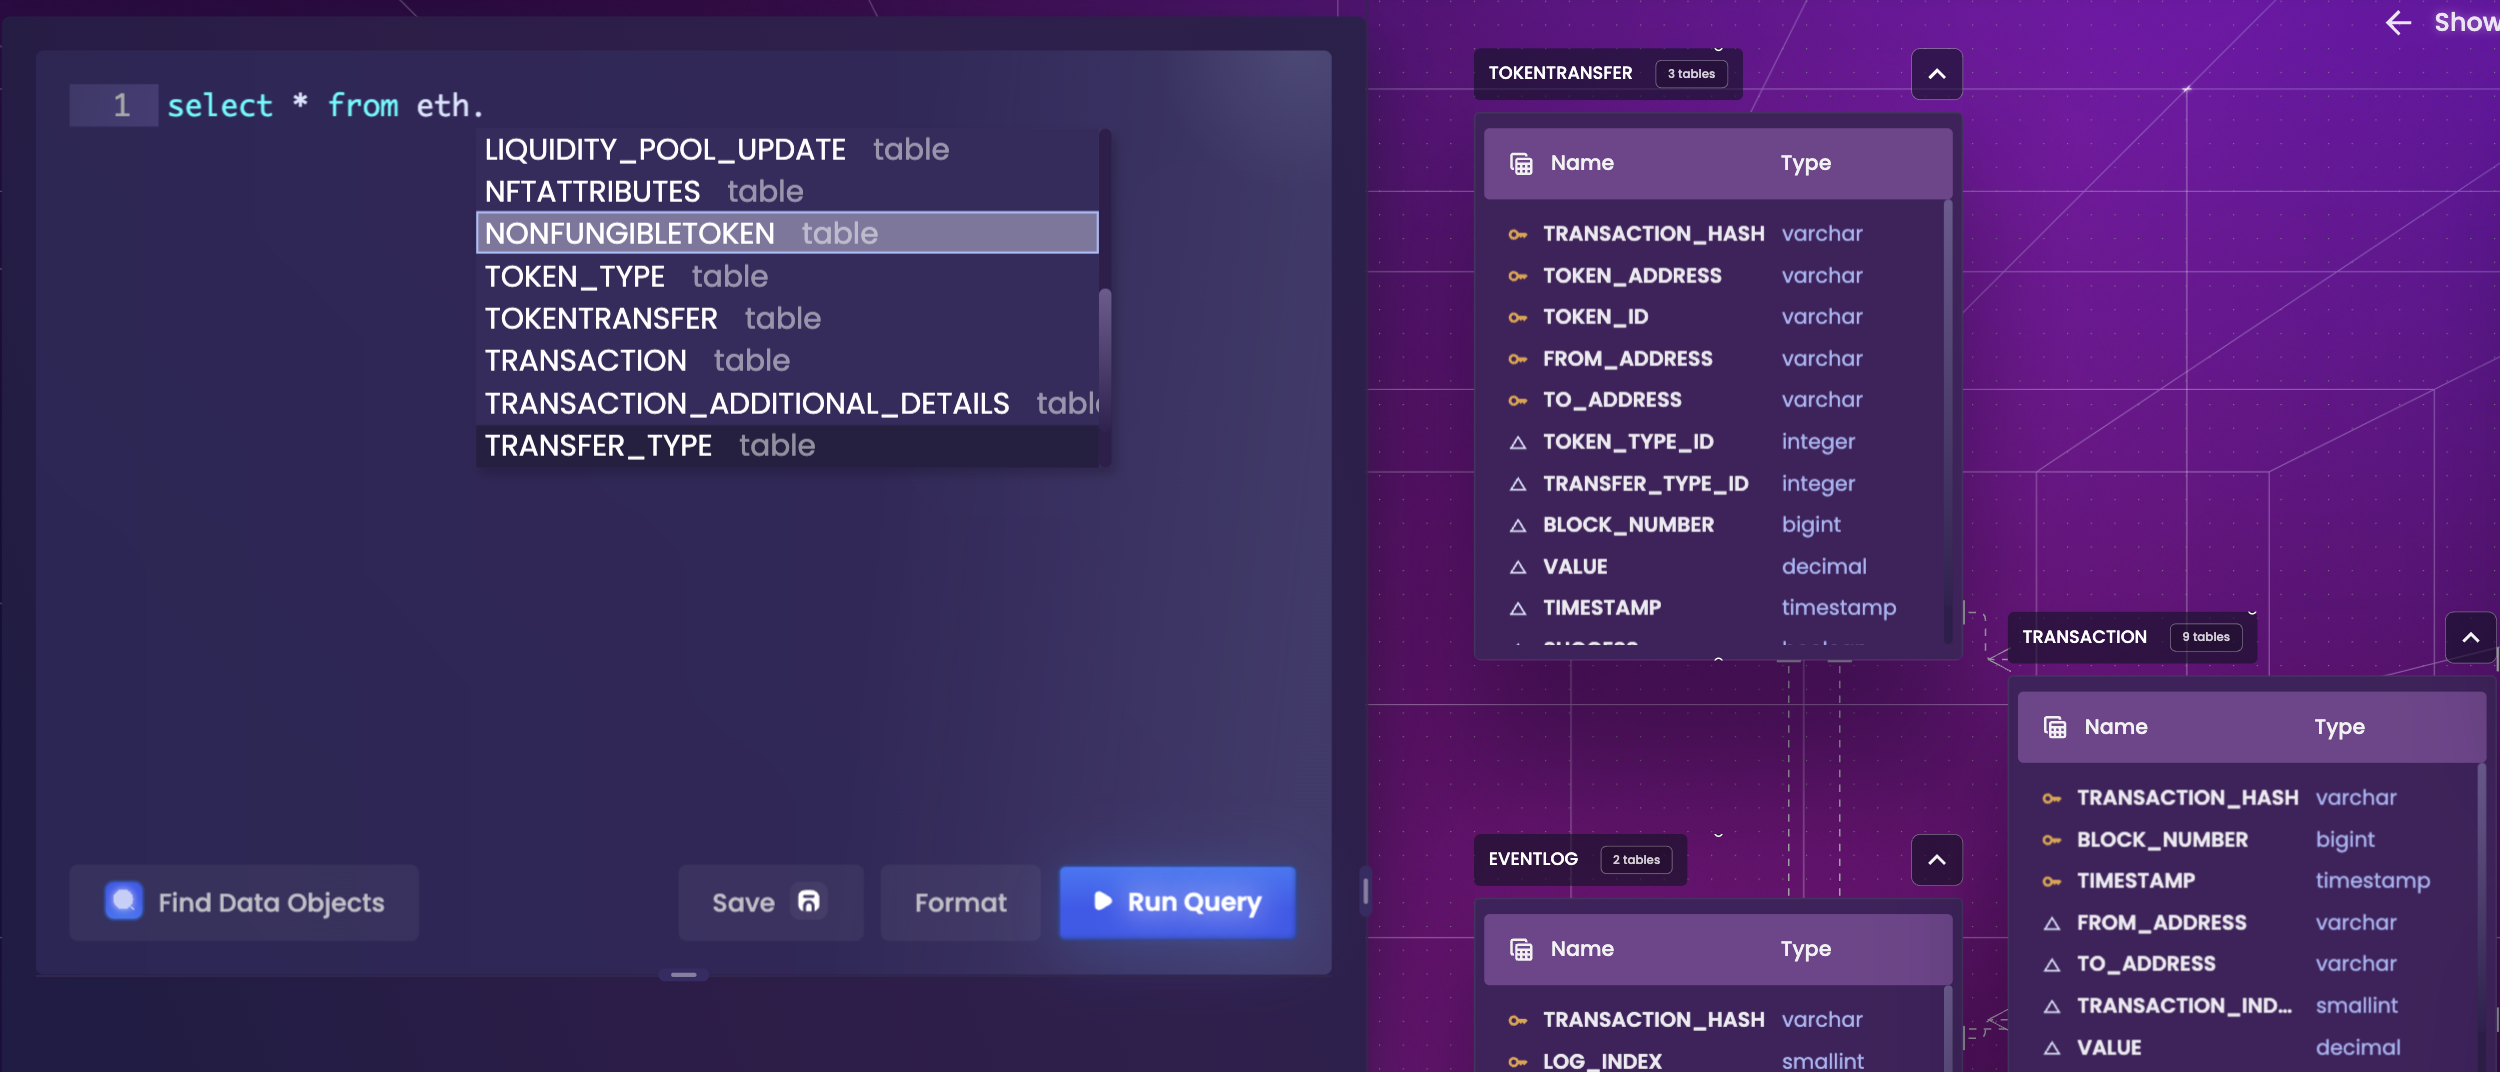 1 select * from eth.
LIQUIDITY_POOL_UPDATE table
NFTATTRIBUTES table
NONFUNGIBLETOKEN table
TOKEN_TYPE table
TOKENTRANSFER table
TRANSACTION table
TRANSACTION_ADDITIONAL_DETAILS table
TRANSFER_TYPE table
Find Data Objects
Save
Format
Run Query
Show
TOKENTRANSFER 3 tables
Name Type
TRANSACTION_HASH varchar
TOKEN_ADDRESS varchar
TOKEN_ID varchar
FROM_ADDRESS varchar
TO_ADDRESS varchar
TOKEN_TYPE_ID integer
TRANSFER_TYPE_ID integer
BLOCK_NUMBER bigint
VALUE decimal
TIMESTAMP timestamp
EVENTLOG 2 tables
Name Type
TRANSACTION_HASH varchar
LOG_INDEX smallint
TRANSACTION 9 tables
Name Type
TRANSACTION_HASH varchar
BLOCK_NUMBER bigint
TIMESTAMP timestamp
FROM_ADDRESS varchar
TO_ADDRESS varchar
TRANSACTION_IND... smallint
VALUE decimal